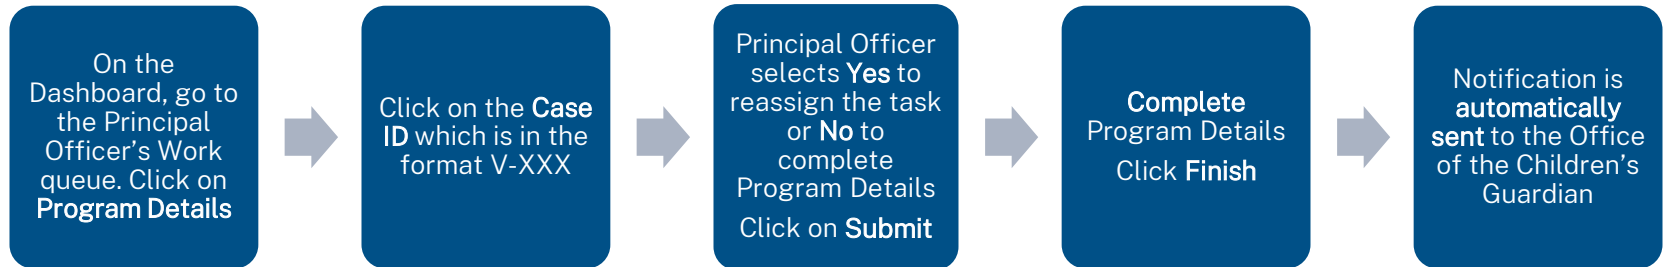 On the
Dashboard, go to
the Principal
Officer’s Work
queue. Click on
Program Details
Click on the Case
ID which is in the
format V-XXX
Principal Officer
selects Yes to
reassign the task
or No to
complete
Program Details
Click on Submit
Complete
Program Details
Click Finish
Notification is
automatically
sent to the Office
of the Children’s
Guardian